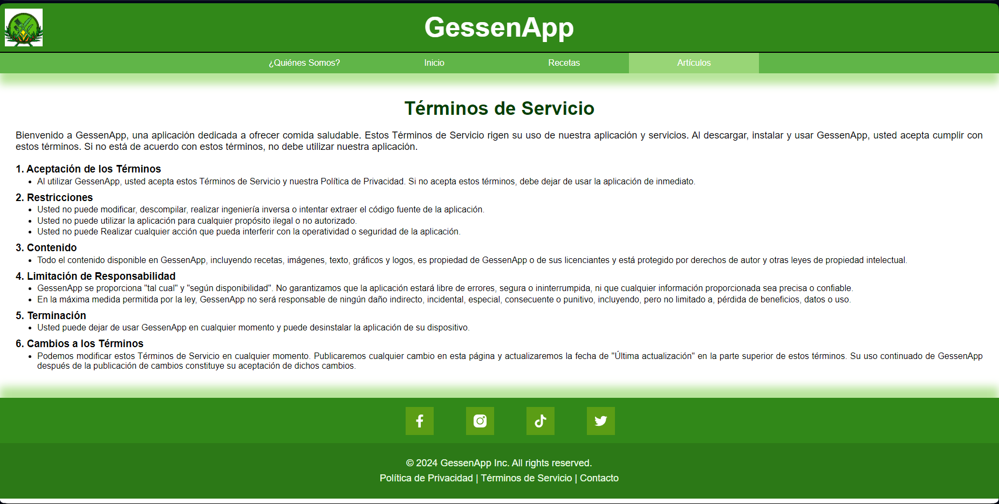 GessenApp
¿Quiénes Somos?
Inicio
Recetas
Artículos
Términos de Servicio
Bienvenido a GessenApp, una aplicación dedicada a ofrecer comida saludable. Estos Términos de Servicio rigen su uso de nuestra aplicación y servicios. Al descargar, instalar y usar GessenApp, usted acepta cumplir con
estos términos. Si no está de acuerdo con estos términos, no debe utilizar nuestra aplicación.
1. Aceptación de los Términos
• Al utilizar GessenApp, usted acepta estos Términos de Servicio y nuestra Política de Privacidad. Si no acepta estos términos, debe dejar de usar la aplicación de inmediato.
2. Restricciones
• Usted no puede modificar, descompilar, realizar ingeniería inversa o intentar extraer el código fuente de la aplicación.
• Usted no puede utilizar la aplicación para cualquier propósito ilegal o no autorizado.
• Usted no puede Realizar cualquier acción que pueda interferir con la operatividad o seguridad de la aplicación.
3. Contenido
• Todo el contenido disponible en GessenApp, incluyendo recetas, imágenes, texto, gráficos y logos, es propiedad de GessenApp o de sus licenciantes y está protegido por derechos de autor y otras leyes de propiedad intelectual.
4. Limitación de Responsabilidad
• GessenApp se proporciona "tal cual" y "según disponibilidad". No garantizamos que la aplicación estará libre de errores, segura o ininterrumpida, ni que cualquier información proporcionada sea precisa o confiable.
• En la máxima medida permitida por la ley, GessenApp no será responsable de ningún daño indirecto, incidental, especial, consecuente o punitivo, incluyendo, pero no limitado a, pérdida de beneficios, datos o uso.
5. Terminación
• Usted puede dejar de usar GessenApp en cualquier momento y puede desinstalar la aplicación de su dispositivo.
6. Cambios a los Términos
• Podemos modificar estos Términos de Servicio en cualquier momento. Publicaremos cualquier cambio en esta página y actualizaremos la fecha de "Última actualización" en la parte superior de estos términos. Su uso continuado de GessenApp
después de la publicación de cambios constituye su aceptación de dichos cambios.
© 2024 GessenApp Inc. All rights reserved.
Política de Privacidad | Términos de Servicio | Contacto